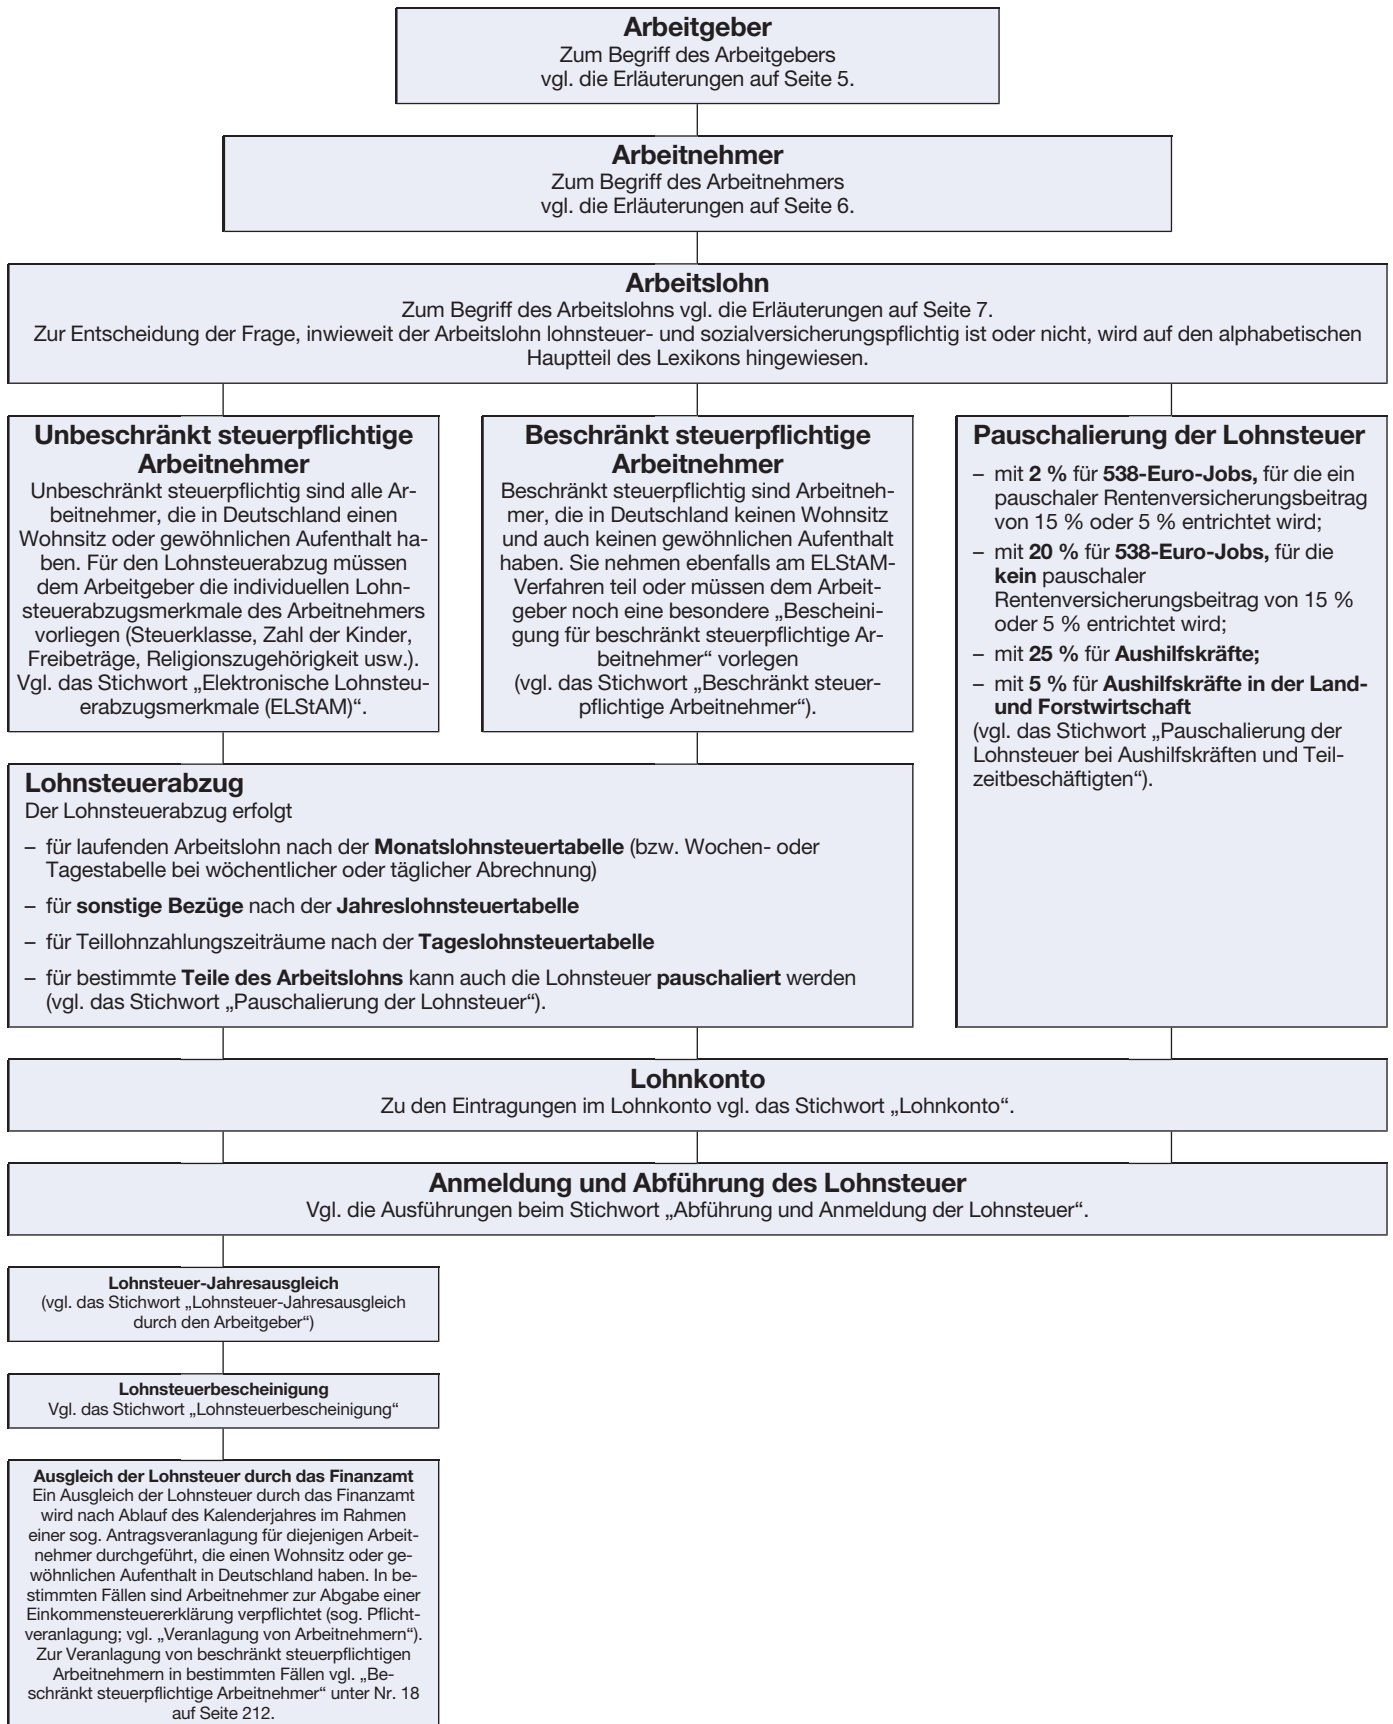 Arbeitgeber
Zum Begriff des Arbeitgebers
vgl. die Erläuterungen auf Seite 5.
Arbeitnehmer
Zum Begriff des Arbeitnehmers
vgl. die Erläuterungen auf Seite 6.
Arbeitslohn
Zum Begriff des Arbeitslohns vgl. die Erläuterungen auf Seite 7.
Zur Entscheidung der Frage, inwieweit der Arbeitslohn lohnsteuer- und sozialversicherungspflichtig ist oder nicht, wird auf den alphabetischen
Hauptteil des Lexikons hingewiesen.
Unbeschränkt steuerpflichtige
Arbeitnehmer
Unbeschränkt steuerpflichtig sind alle Ar-
beitnehmer, die in Deutschland einen
Wohnsitz oder gewöhnlichen Aufenthalt ha-
ben. Für den Lohnsteuerabzug müssen
dem Arbeitgeber die individuellen Lohn-
steuerabzugsmerkmale des Arbeitnehmers
vorliegen (Steuerklasse, Zahl der Kinder,
Freibeträge, Religionszugehörigkeit usw.).
Vgl. das Stichwort „Elektronische Lohnsteu-
erabzugsmerkmale (ELStAM)“.
Beschränkt steuerpflichtige
Arbeitnehmer
Beschränkt steuerpflichtig sind Arbeitneh-
mer, die in Deutschland keinen Wohnsitz
und auch keinen gewöhnlichen Aufenthalt
haben. Sie nehmen ebenfalls am ELStAM-
Verfahren teil oder müssen dem Arbeit-
geber noch eine besondere „Bescheini-
gung für beschränkt steuerpflichtige Ar-
beitnehmer“ vorlegen
(vgl. das Stichwort „Beschränkt steuer-
pflichtige Arbeitnehmer“).
Pauschalierung der Lohnsteuer
– mit 2 % für 538-Euro-Jobs, für die ein
pauschaler Rentenversicherungsbeitrag
von 15 % oder 5 % entrichtet wird;
– mit 20 % für 538-Euro-Jobs, für die
kein pauschaler
Rentenversicherungsbeitrag von 15 %
oder 5 % entrichtet wird;
– mit 25 % für Aushilfskräfte;
– mit 5 % für Aushilfskräfte in der Land-
und Forstwirtschaft
(vgl. das Stichwort „Pauschalierung der
Lohnsteuer bei Aushilfskräften und Teil-
zeitbeschäftigten“).
Lohnsteuerabzug
Der Lohnsteuerabzug erfolgt
– für laufenden Arbeitslohn nach der Monatslohnsteuertabelle (bzw. Wochen- oder
Tagestabelle bei wöchentlicher oder täglicher Abrechnung)
– für sonstige Bezüge nach der Jahreslohnsteuertabelle
– für Teillohnzahlungszeiträume nach der Tageslohnsteuertabelle
– für bestimmte Teile des Arbeitslohns kann auch die Lohnsteuer pauschaliert werden
(vgl. das Stichwort „Pauschalierung der Lohnsteuer“).
Lohnkonto
Zu den Eintragungen im Lohnkonto vgl. das Stichwort „Lohnkonto“.
Anmeldung und Abführung des Lohnsteuer
Vgl. die Ausführungen beim Stichwort „Abführung und Anmeldung der Lohnsteuer“.
Lohnsteuer-Jahresausgleich
(vgl. das Stichwort „Lohnsteuer-Jahresausgleich
durch den Arbeitgeber“)
Lohnsteuerbescheinigung
Vgl. das Stichwort „Lohnsteuerbescheinigung“
Ausgleich der Lohnsteuer durch das Finanzamt
Ein Ausgleich der Lohnsteuer durch das Finanzamt
wird nach Ablauf des Kalenderjahres im Rahmen
einer sog. Antragsveranlagung für diejenigen Arbeit-
nehmer durchgeführt, die einen Wohnsitz oder ge-
wöhnlichen Aufenthalt in Deutschland haben. In be-
stimmten Fällen sind Arbeitnehmer zur Abgabe einer
Einkommensteuererklärung verpflichtet (sog. Pflicht-
veranlagung; vgl. „Veranlagung von Arbeitnehmern“).
Zur Veranlagung von beschränkt steuerpflichtigen
Arbeitnehmern in bestimmten Fällen vgl. „Be-
schränkt steuerpflichtige Arbeitnehmer“ unter Nr. 18
auf Seite 212.